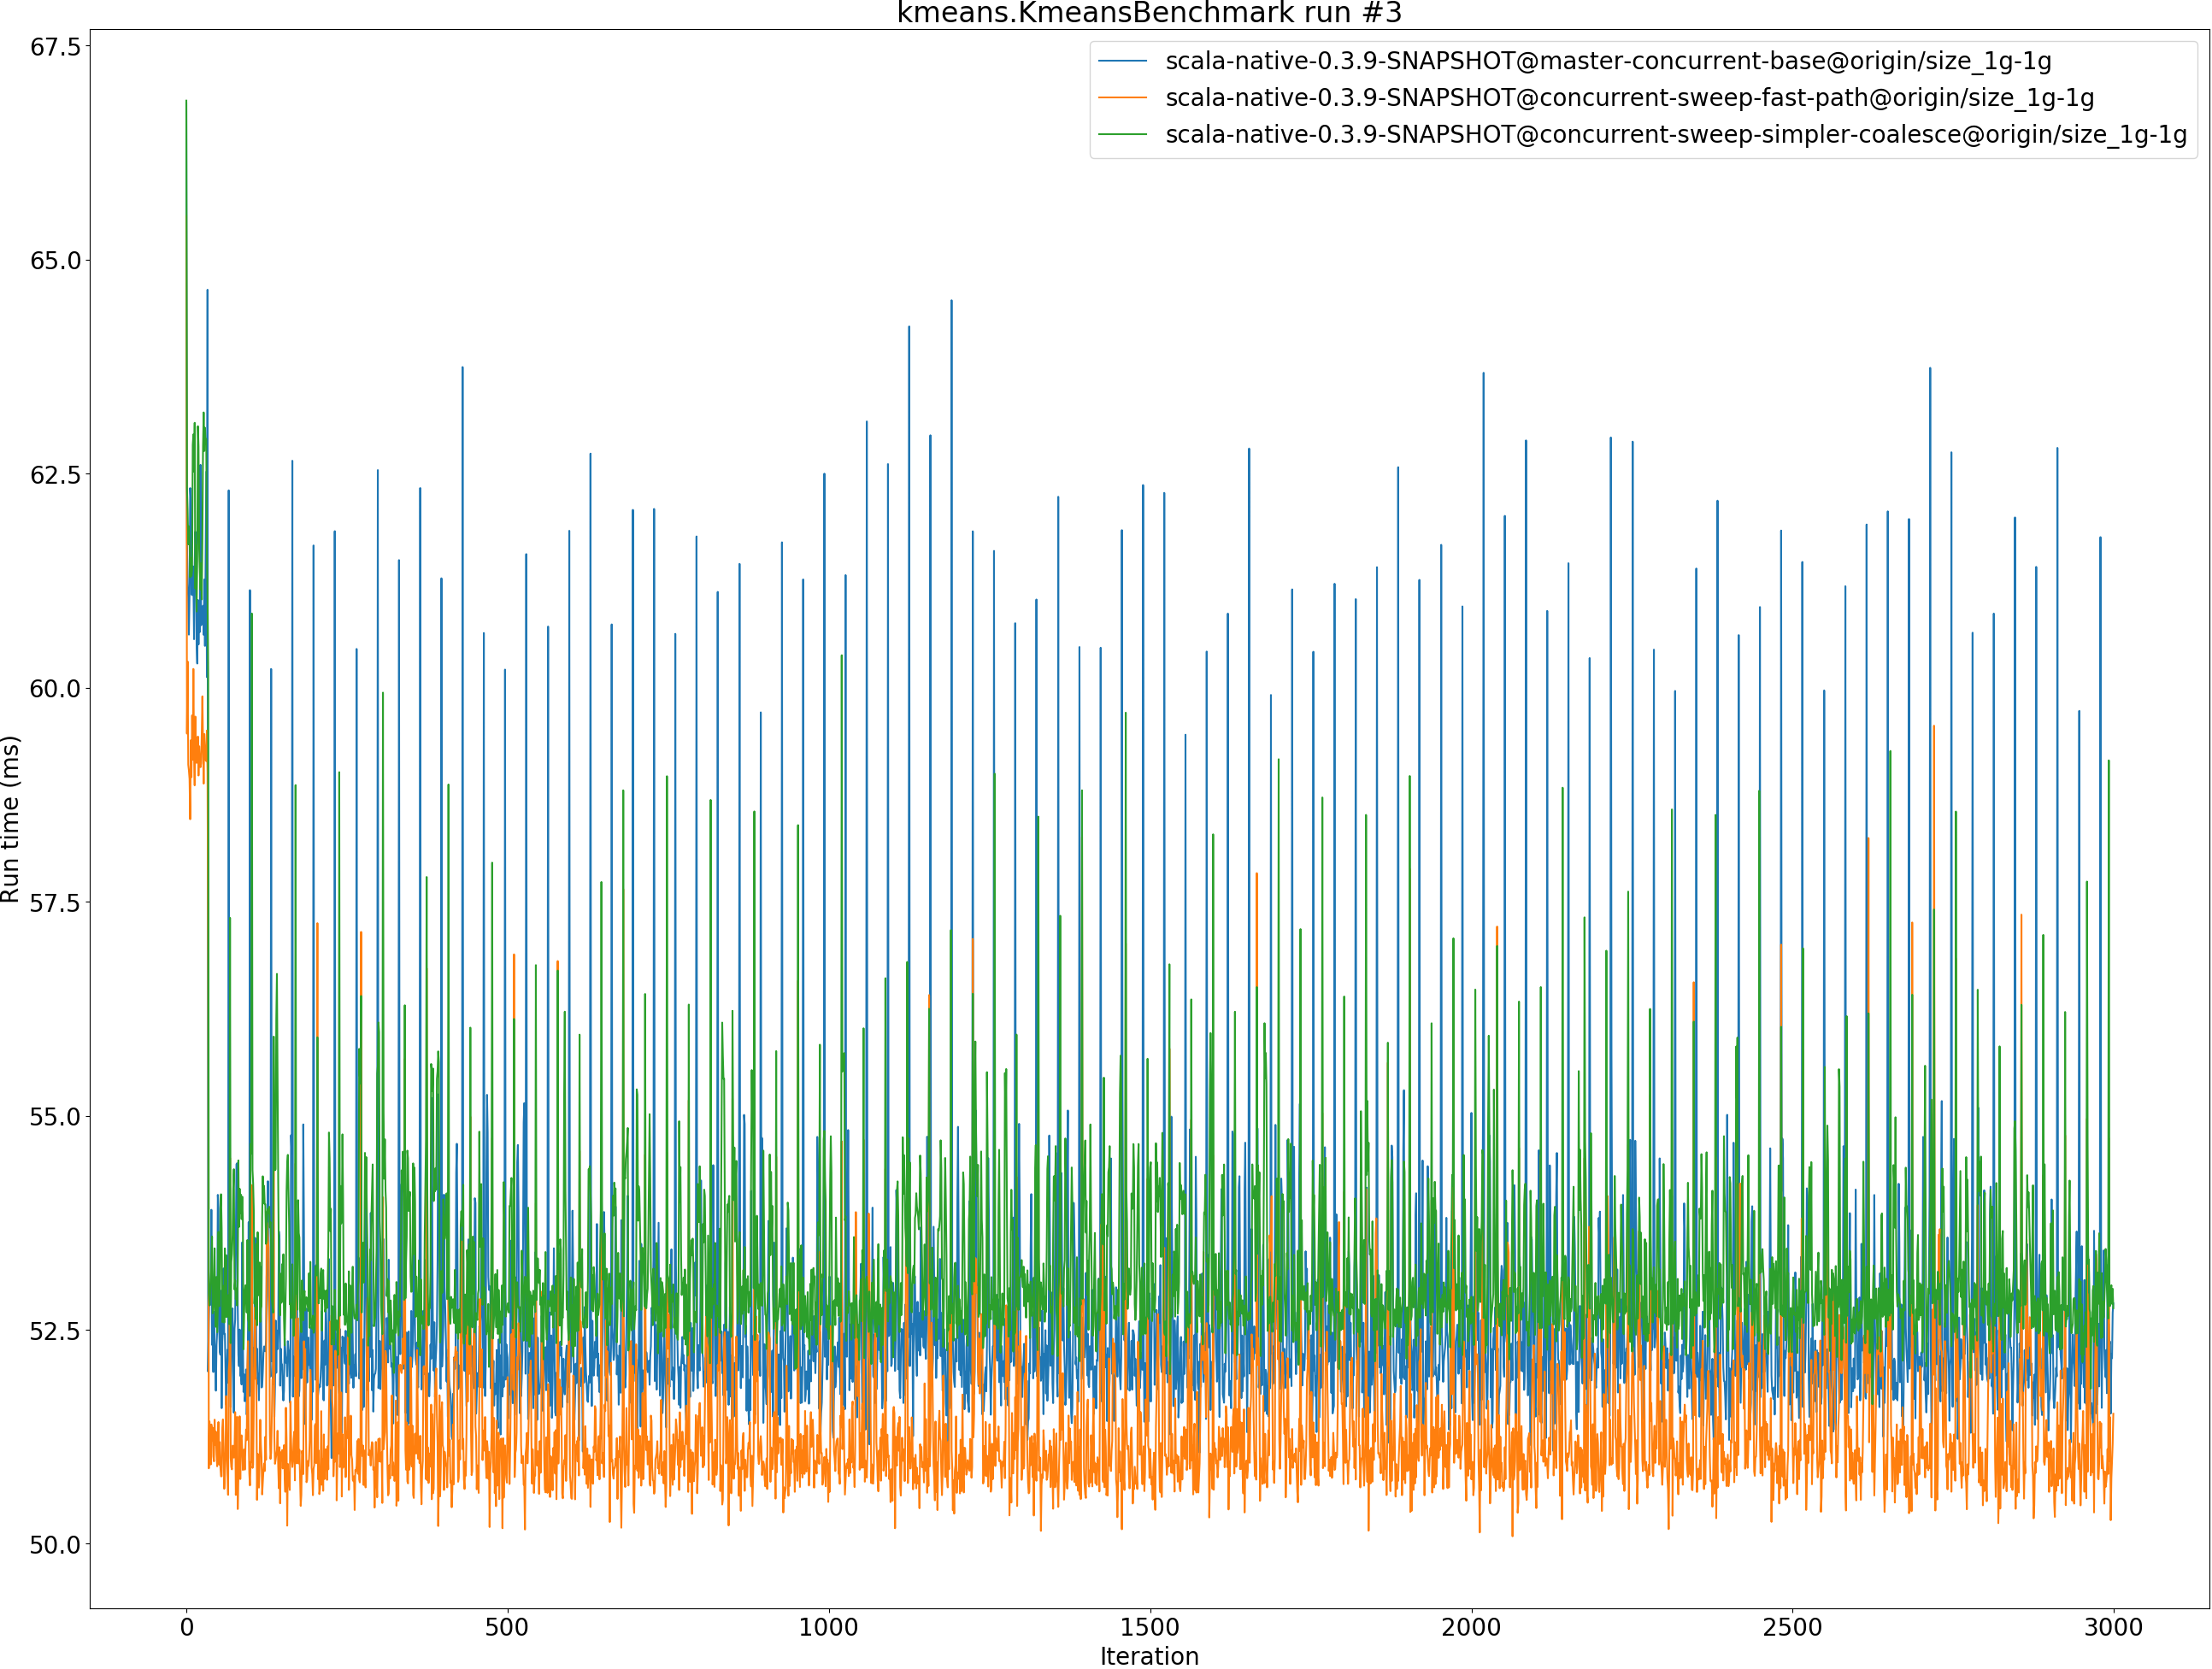 kmeans.KmeansBenchmark run #3
scala-native-0.3.9-SNAPSHOT@master-concurrent-base@origin/size_1g-1g
scala-native-0.3.9-SNAPSHOT@concurrent-sweep-fast-path@origin/size_1g-1g
scala-native-0.3.9-SNAPSHOT@concurrent-sweep-simpler-coalesce@origin/size_1g-1g
67.5
65.0
62.5
60.0
57.5
55.0
52.5
50.0
Run time (ms)
0 500 1000 1500 2000 2500 3000
Iteration